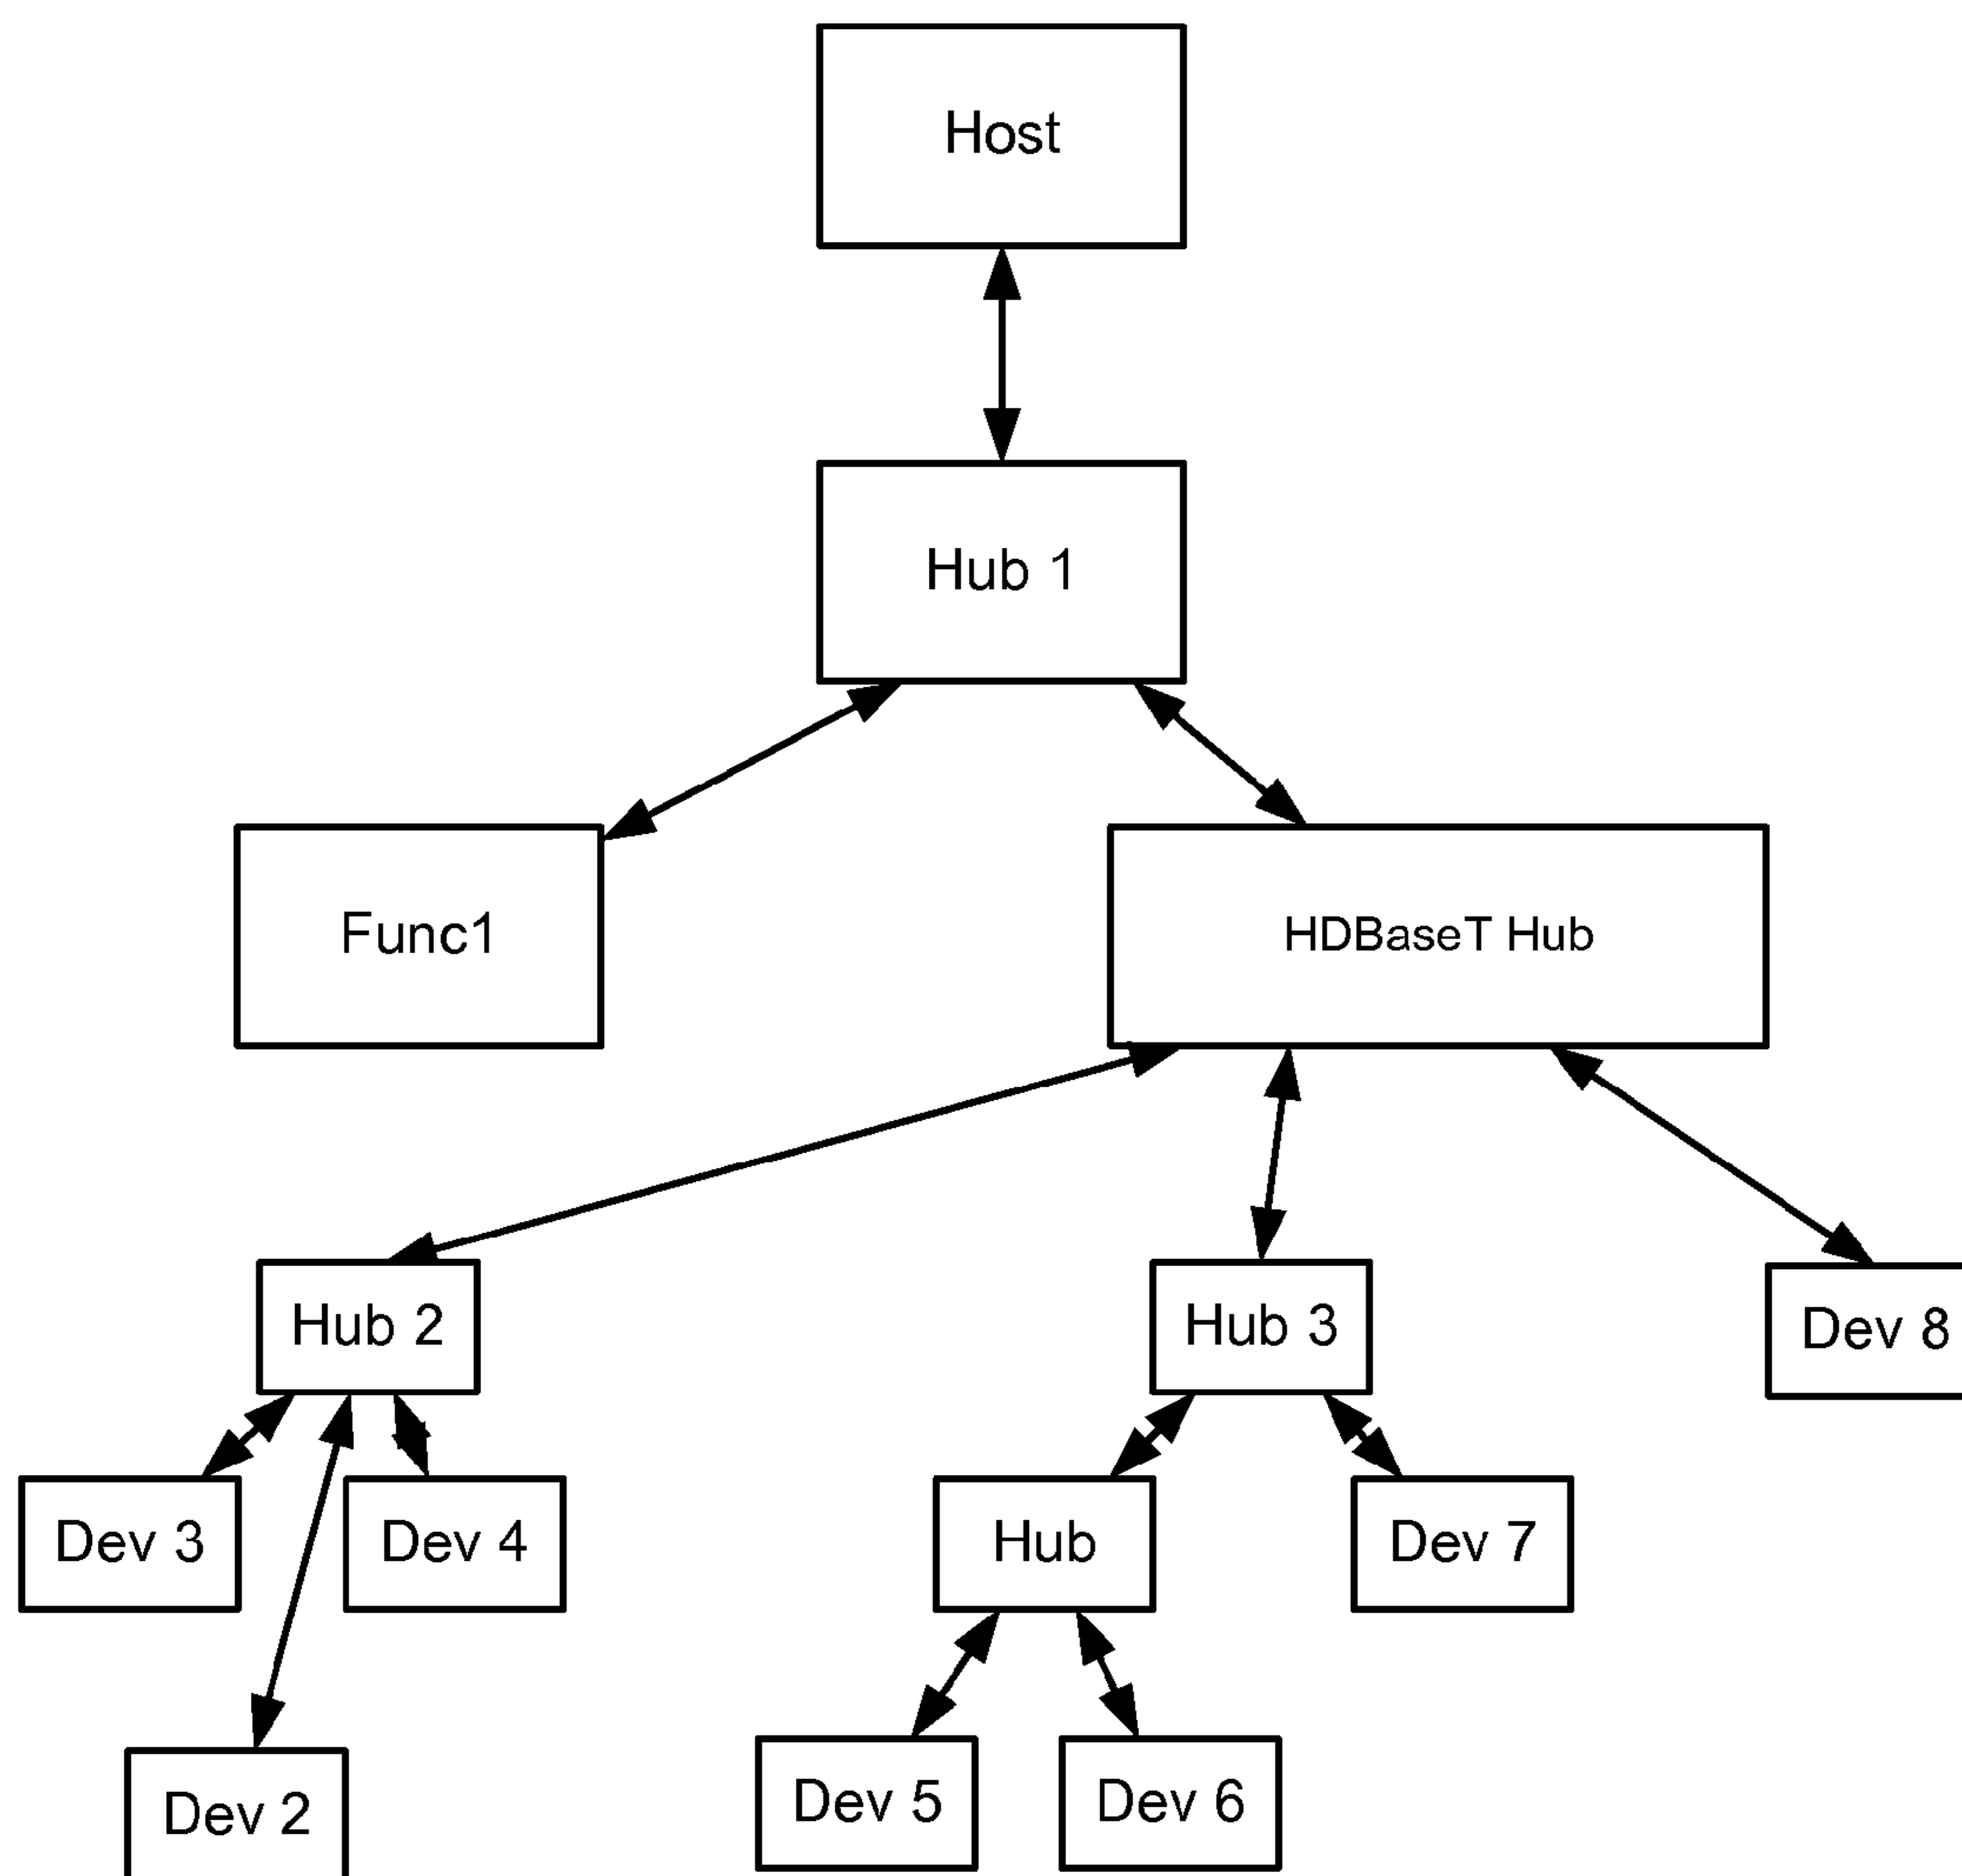 Host
Hub 1
Func1
HDBaseT Hub
Hub 2
Hub 3
Dev 8
Dev 3
Dev 4
Hub
Dev 7
Dev 5
Dev 6
Dev 2